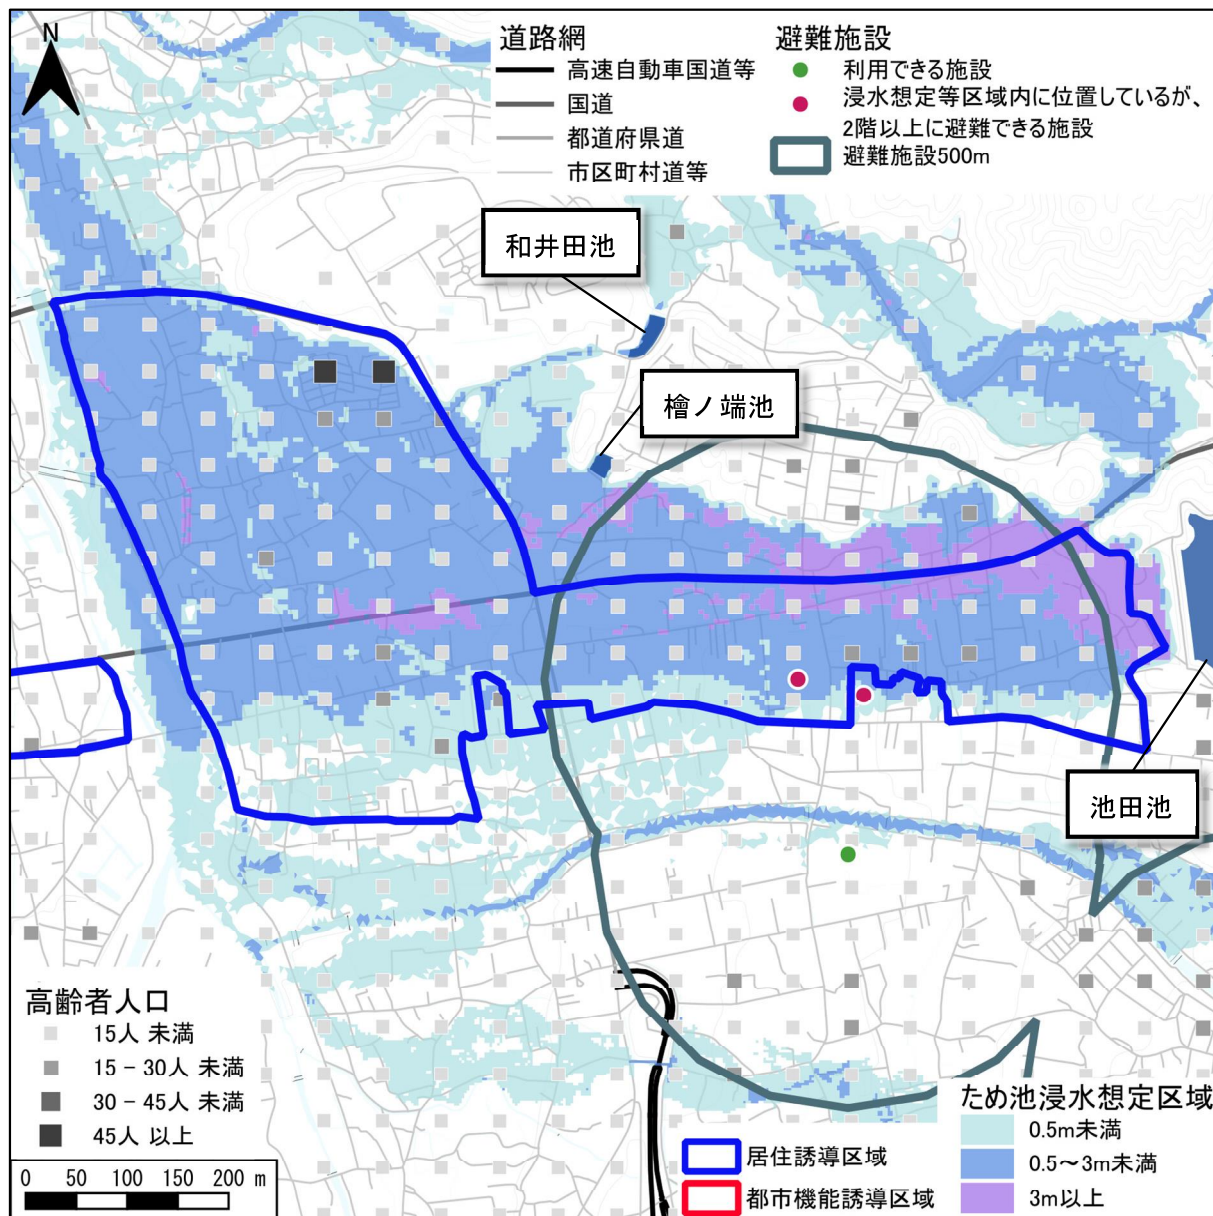 N
道路網
高速自動車国道等
国道
都道府県道
市区町村道等
避難施設
利用できる施設
浸水想定等区域内に位置しているが、
2階以上に避難できる施設
避難施設500m
和井田池
檜ノ端池
池田池
高齢者人口
15人 未満
15 - 30人 未満
30 - 45人 未満
45人 以上
0 50 100 150 200 m
居住誘導区域
都市機能誘導区域
ため池浸水想定区域
0.5m未満
0.5～3m未満
3m以上